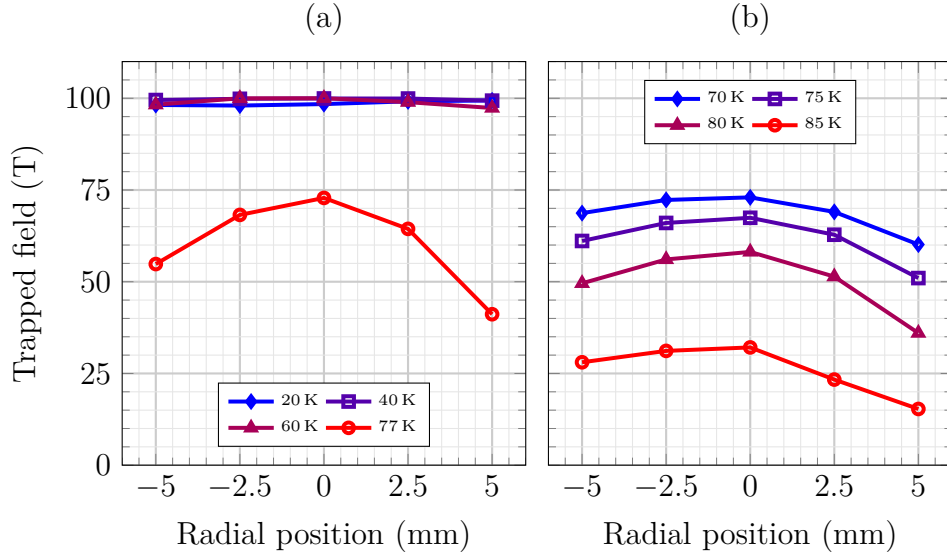 (a)
(b)
Trapped field (T)
100
75
50
25
0
20 K
40 K
60 K
77 K
70 K
75 K
80 K
85 K
−5
−2.5
0
2.5
5
−5
−2.5
0
2.5
5
Radial position (mm)
Radial position (mm)